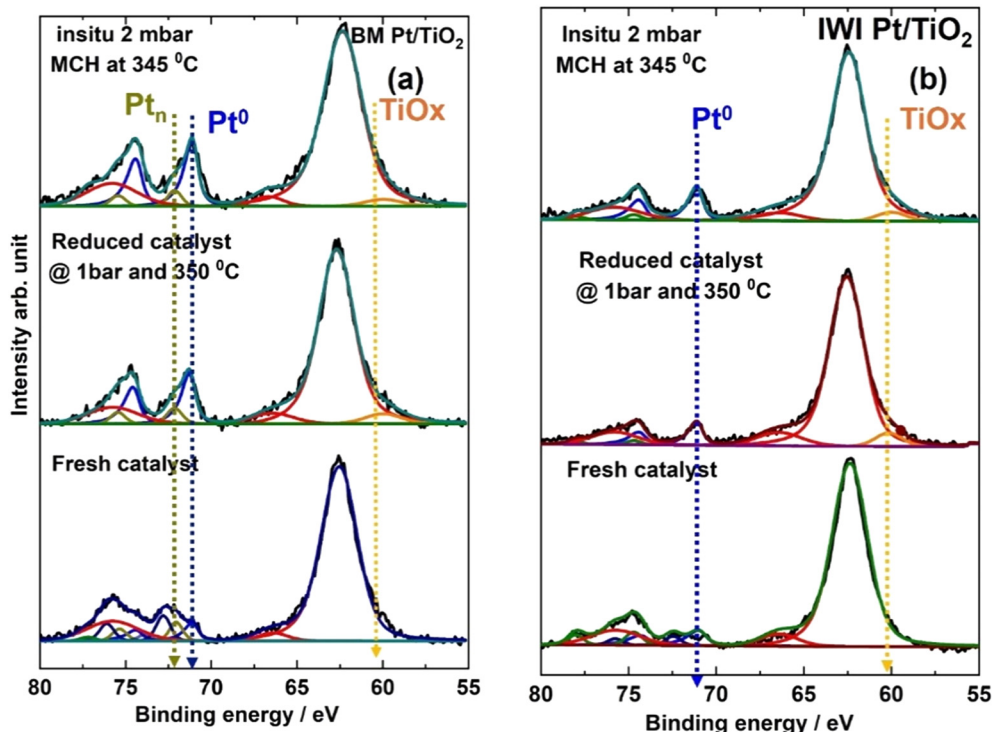 insitu 2 mbar
MCH at 345 ⁰C
BM Pt/TiO₂
(a)
Ptₙ
Pt⁰
TiOx
Reduced catalyst
@ 1bar and 350 ⁰C
Fresh catalyst
Intensity arb. unit
80 75 70 65 60 55
Binding energy / eV
Insitu 2 mbar
MCH at 345 ⁰C
IWI Pt/TiO₂
(b)
Pt⁰
TiOx
Reduced catalyst
@ 1bar and 350 ⁰C
Fresh catalyst
80 75 70 65 60 55
Binding energy / eV